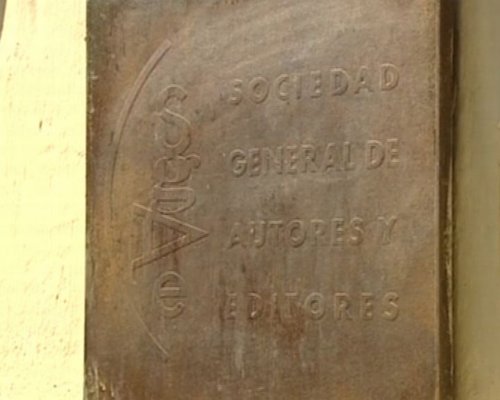 SOCIEDAD
GENERAL DE
AUTORES Y
EDITORES